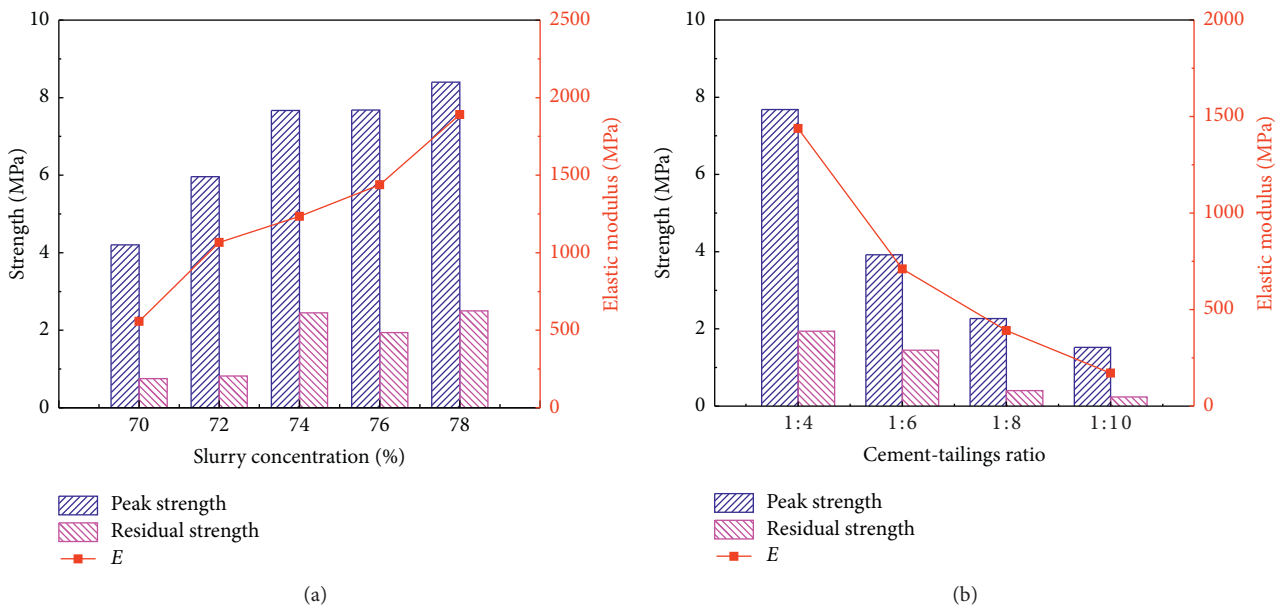 10
8
6
4
2
0
Strength (MPa)
2500
2000
1500
1000
500
0
Elastic modulus (MPa)
70 72 74 76 78
Slurry concentration (%)
Peak strength
Residual strength
E
(a)
10
8
6
4
2
0
Strength (MPa)
2000
1500
1000
500
0
Elastic modulus (MPa)
1:4 1:6 1:8 1:10
Cement-tailings ratio
Peak strength
Residual strength
E
(b)